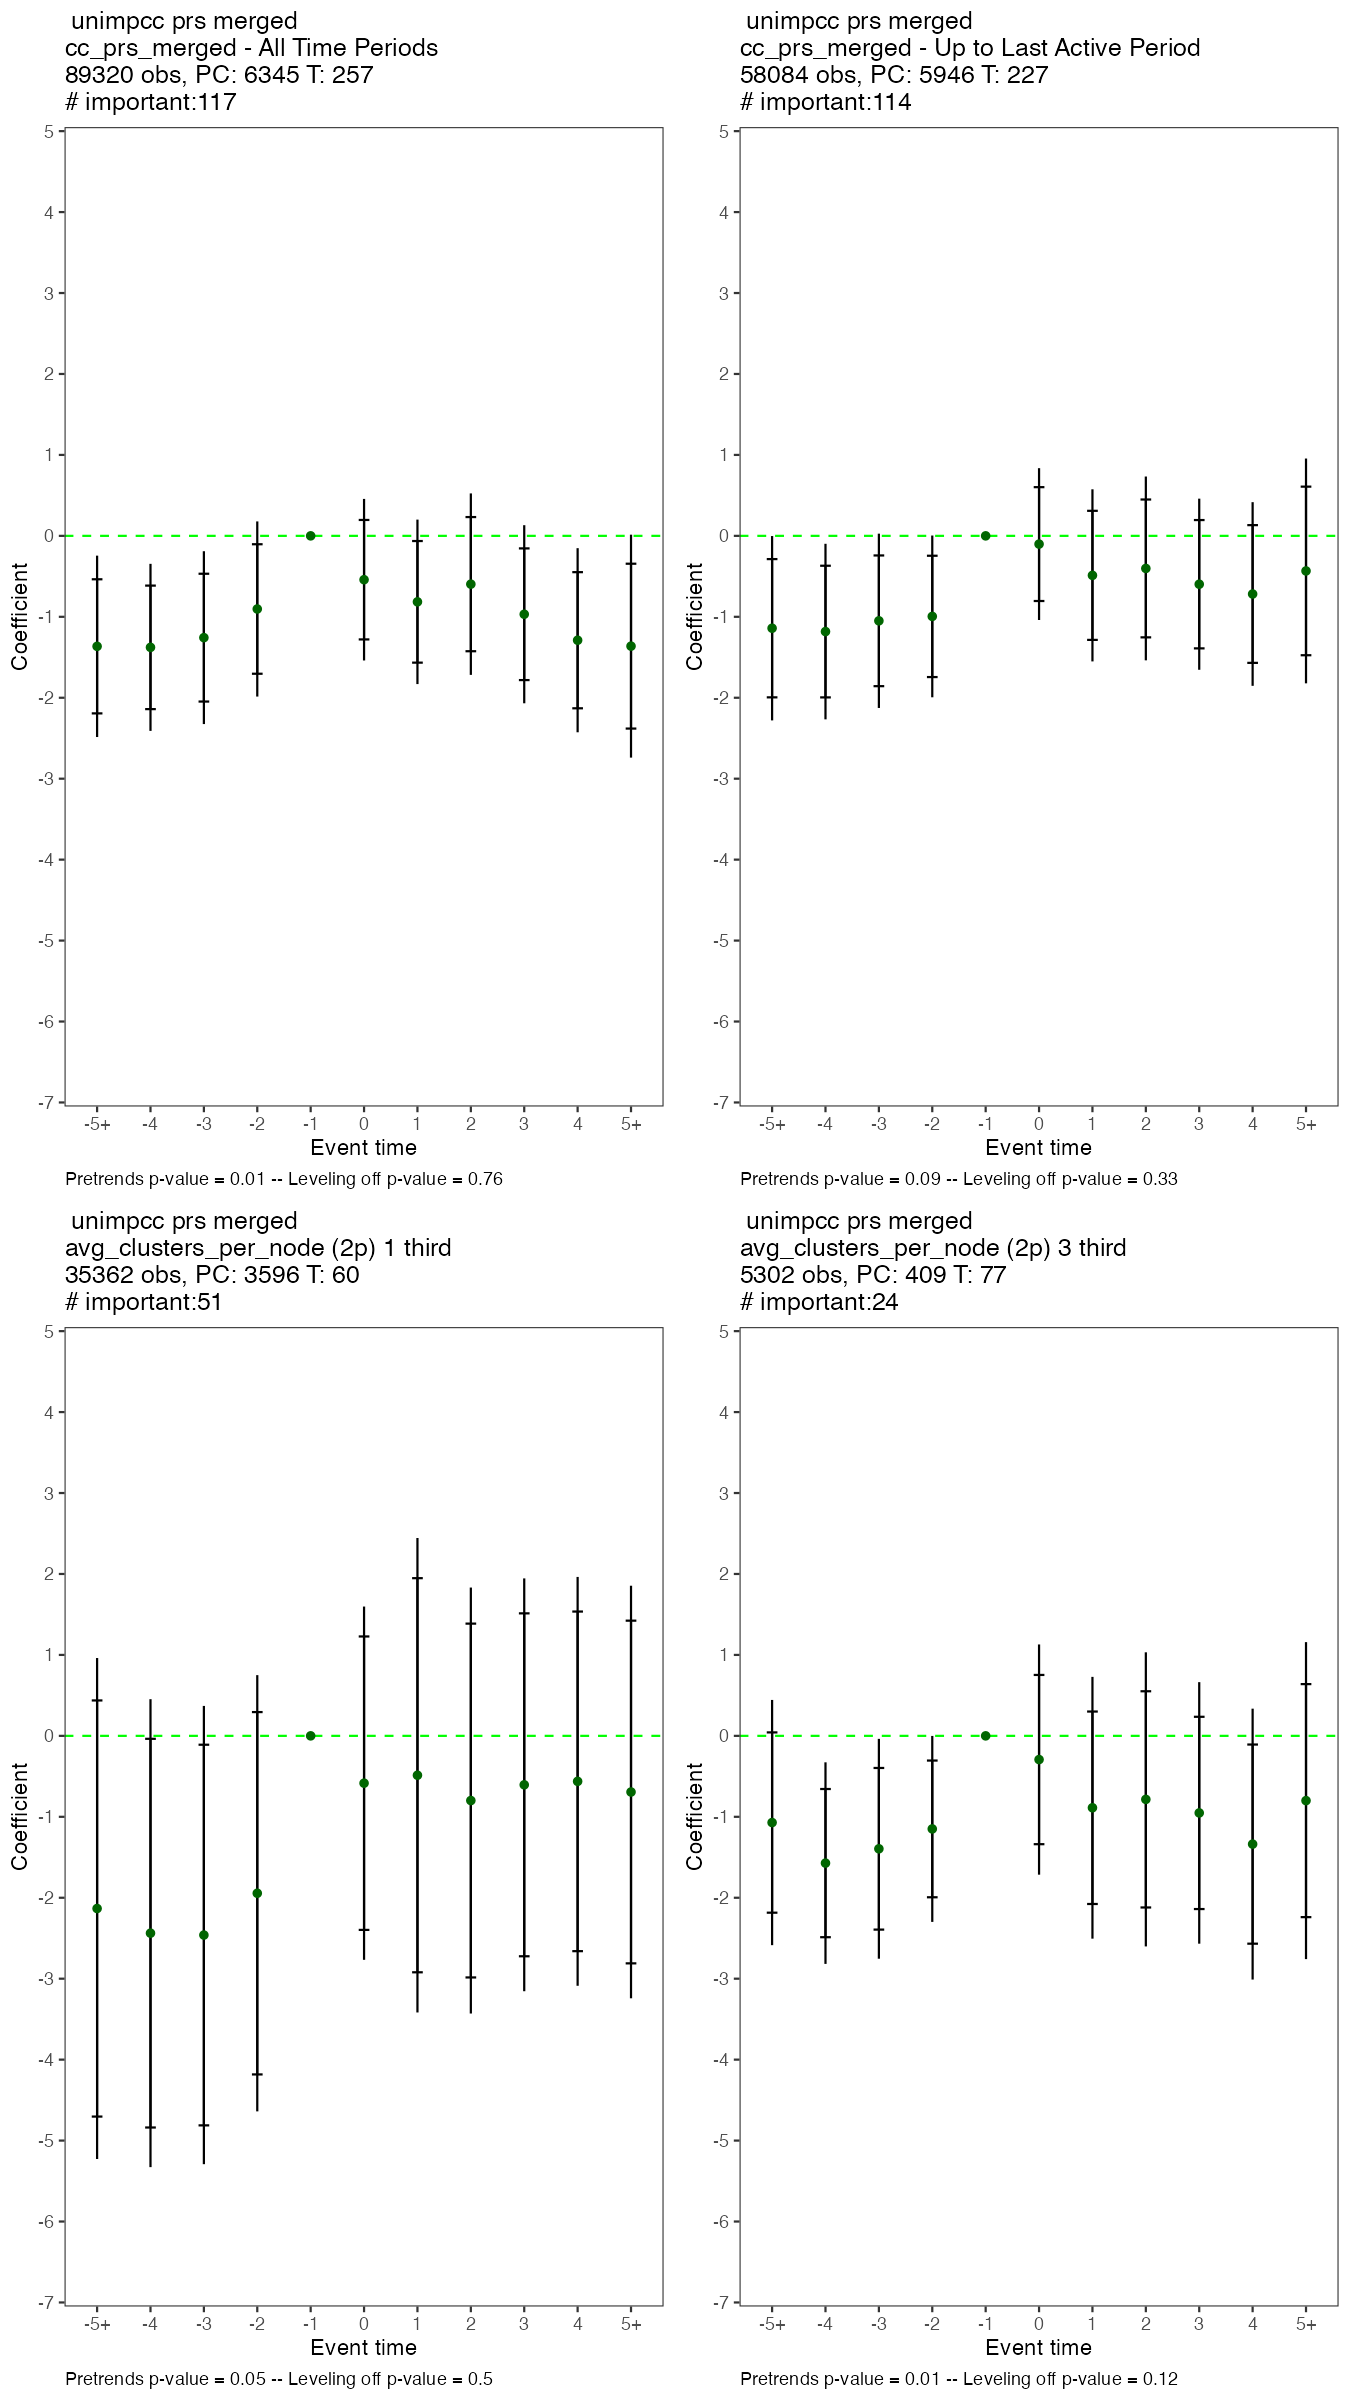 unimpcc prs merged
cc_prs_merged - All Time Periods
89320 obs, PC: 6345 T: 257
# important:117
5
4
3
2
1
0
-1
-2
-3
-4
-5
-6
-7
Coefficient
-5+ -4 -3 -2 -1 0 1 2 3 4 5+
Event time
Pretrends p-value = 0.01 -- Leveling off p-value = 0.76
unimpcc prs merged
cc_prs_merged - Up to Last Active Period
58084 obs, PC: 5946 T: 227
# important:114
5
4
3
2
1
0
-1
-2
-3
-4
-5
-6
-7
Coefficient
-5+ -4 -3 -2 -1 0 1 2 3 4 5+
Event time
Pretrends p-value = 0.09 -- Leveling off p-value = 0.33
unimpcc prs merged
avg_clusters_per_node (2p) 1 third
35362 obs, PC: 3596 T: 60
# important:51
5
4
3
2
1
0
-1
-2
-3
-4
-5
-6
-7
Coefficient
-5+ -4 -3 -2 -1 0 1 2 3 4 5+
Event time
Pretrends p-value = 0.05 -- Leveling off p-value = 0.5
unimpcc prs merged
avg_clusters_per_node (2p) 3 third
5302 obs, PC: 409 T: 77
# important:24
5
4
3
2
1
0
-1
-2
-3
-4
-5
-6
-7
Coefficient
-5+ -4 -3 -2 -1 0 1 2 3 4 5+
Event time
Pretrends p-value = 0.01 -- Leveling off p-value = 0.12